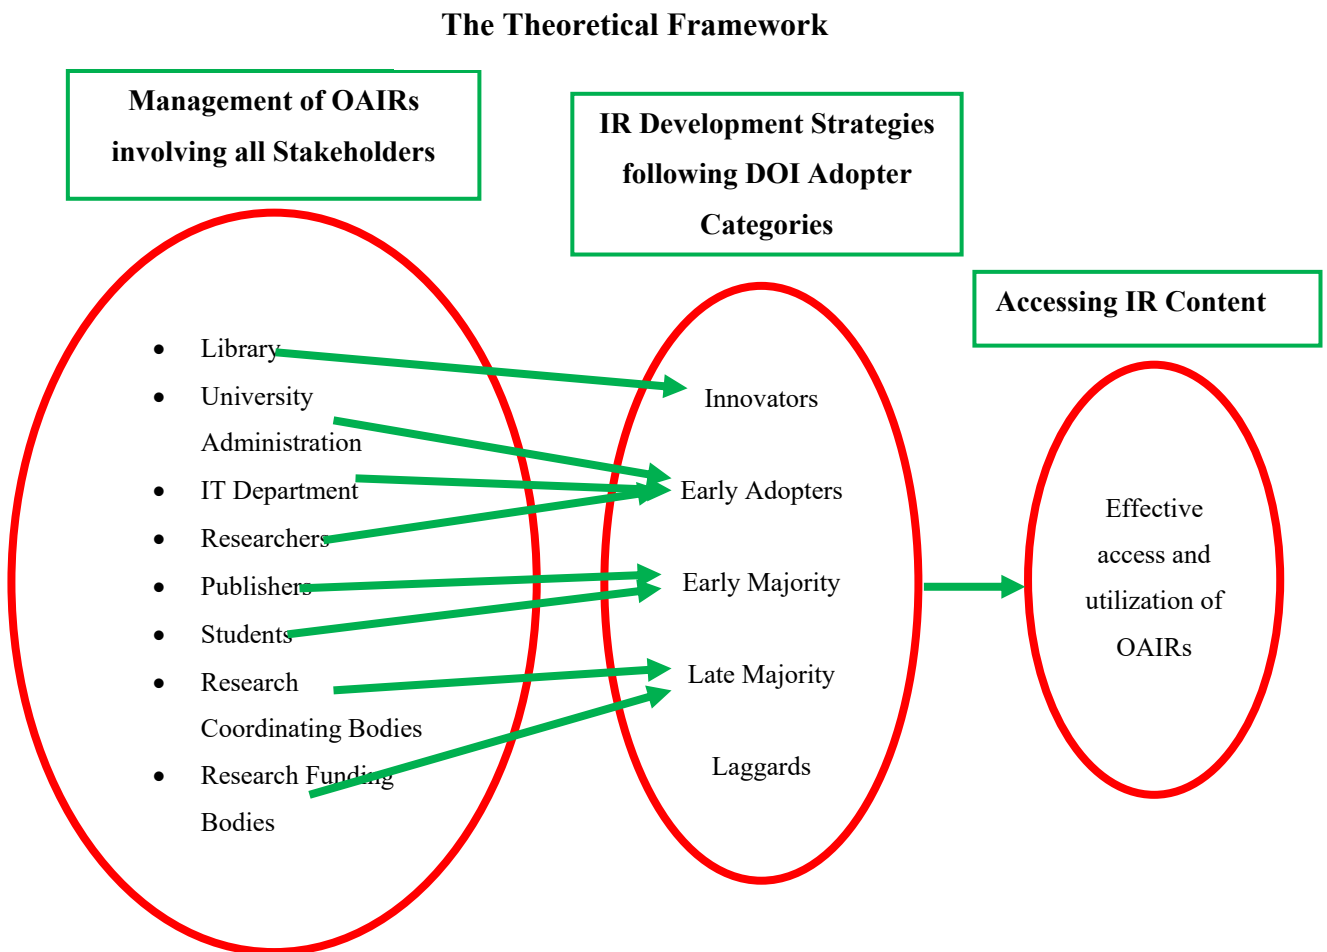 The Theoretical Framework
Management of OAIRs
involving all Stakeholders
IR Development Strategies
following DOI Adopter
Categories
Accessing IR Content
• Library
• University
Administration
• IT Department
• Researchers
• Publishers
• Students
• Research
Coordinating Bodies
• Research Funding
Bodies
Innovators
Early Adopters
Early Majority
Late Majority
Laggards
Effective
access and
utilization of
OAIRs